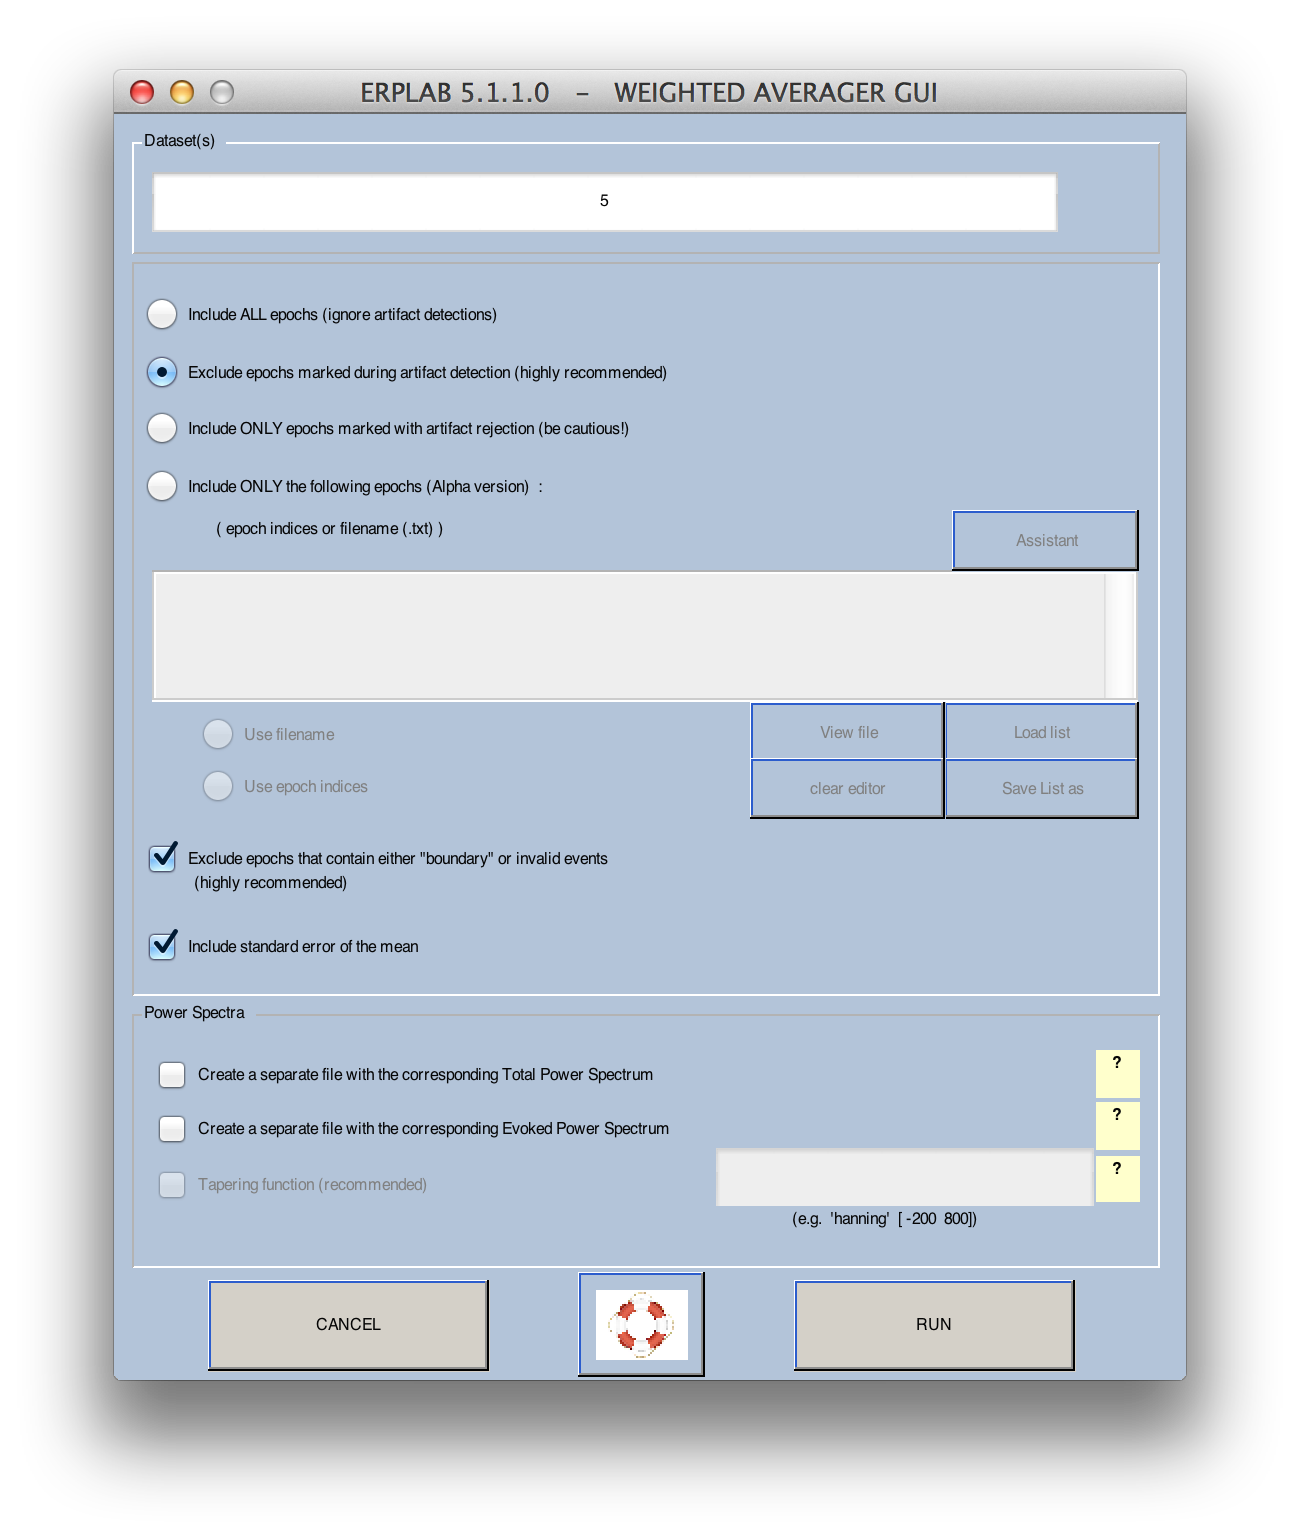 ERPLAB 5.1.1.0 - WEIGHTED AVERAGER GUI
Dataset(s)
5
Include ALL epochs (ignore artifact detections)
Exclude epochs marked during artifact detection (highly recommended)
Include ONLY epochs marked with artifact rejection (be cautious!)
Include ONLY the following epochs (Alpha version) :
( epoch indices or filename (.txt) )
Assistant
Use filename
View file
Load list
Use epoch indices
clear editor
Save List as
Exclude epochs that contain either "boundary" or invalid events
(highly recommended)
Include standard error of the mean
Power Spectra
Create a separate file with the corresponding Total Power Spectrum
?
Create a separate file with the corresponding Evoked Power Spectrum
?
Tapering function (recommended)
?
(e.g. 'hanning' [ -200 800])
CANCEL
RUN